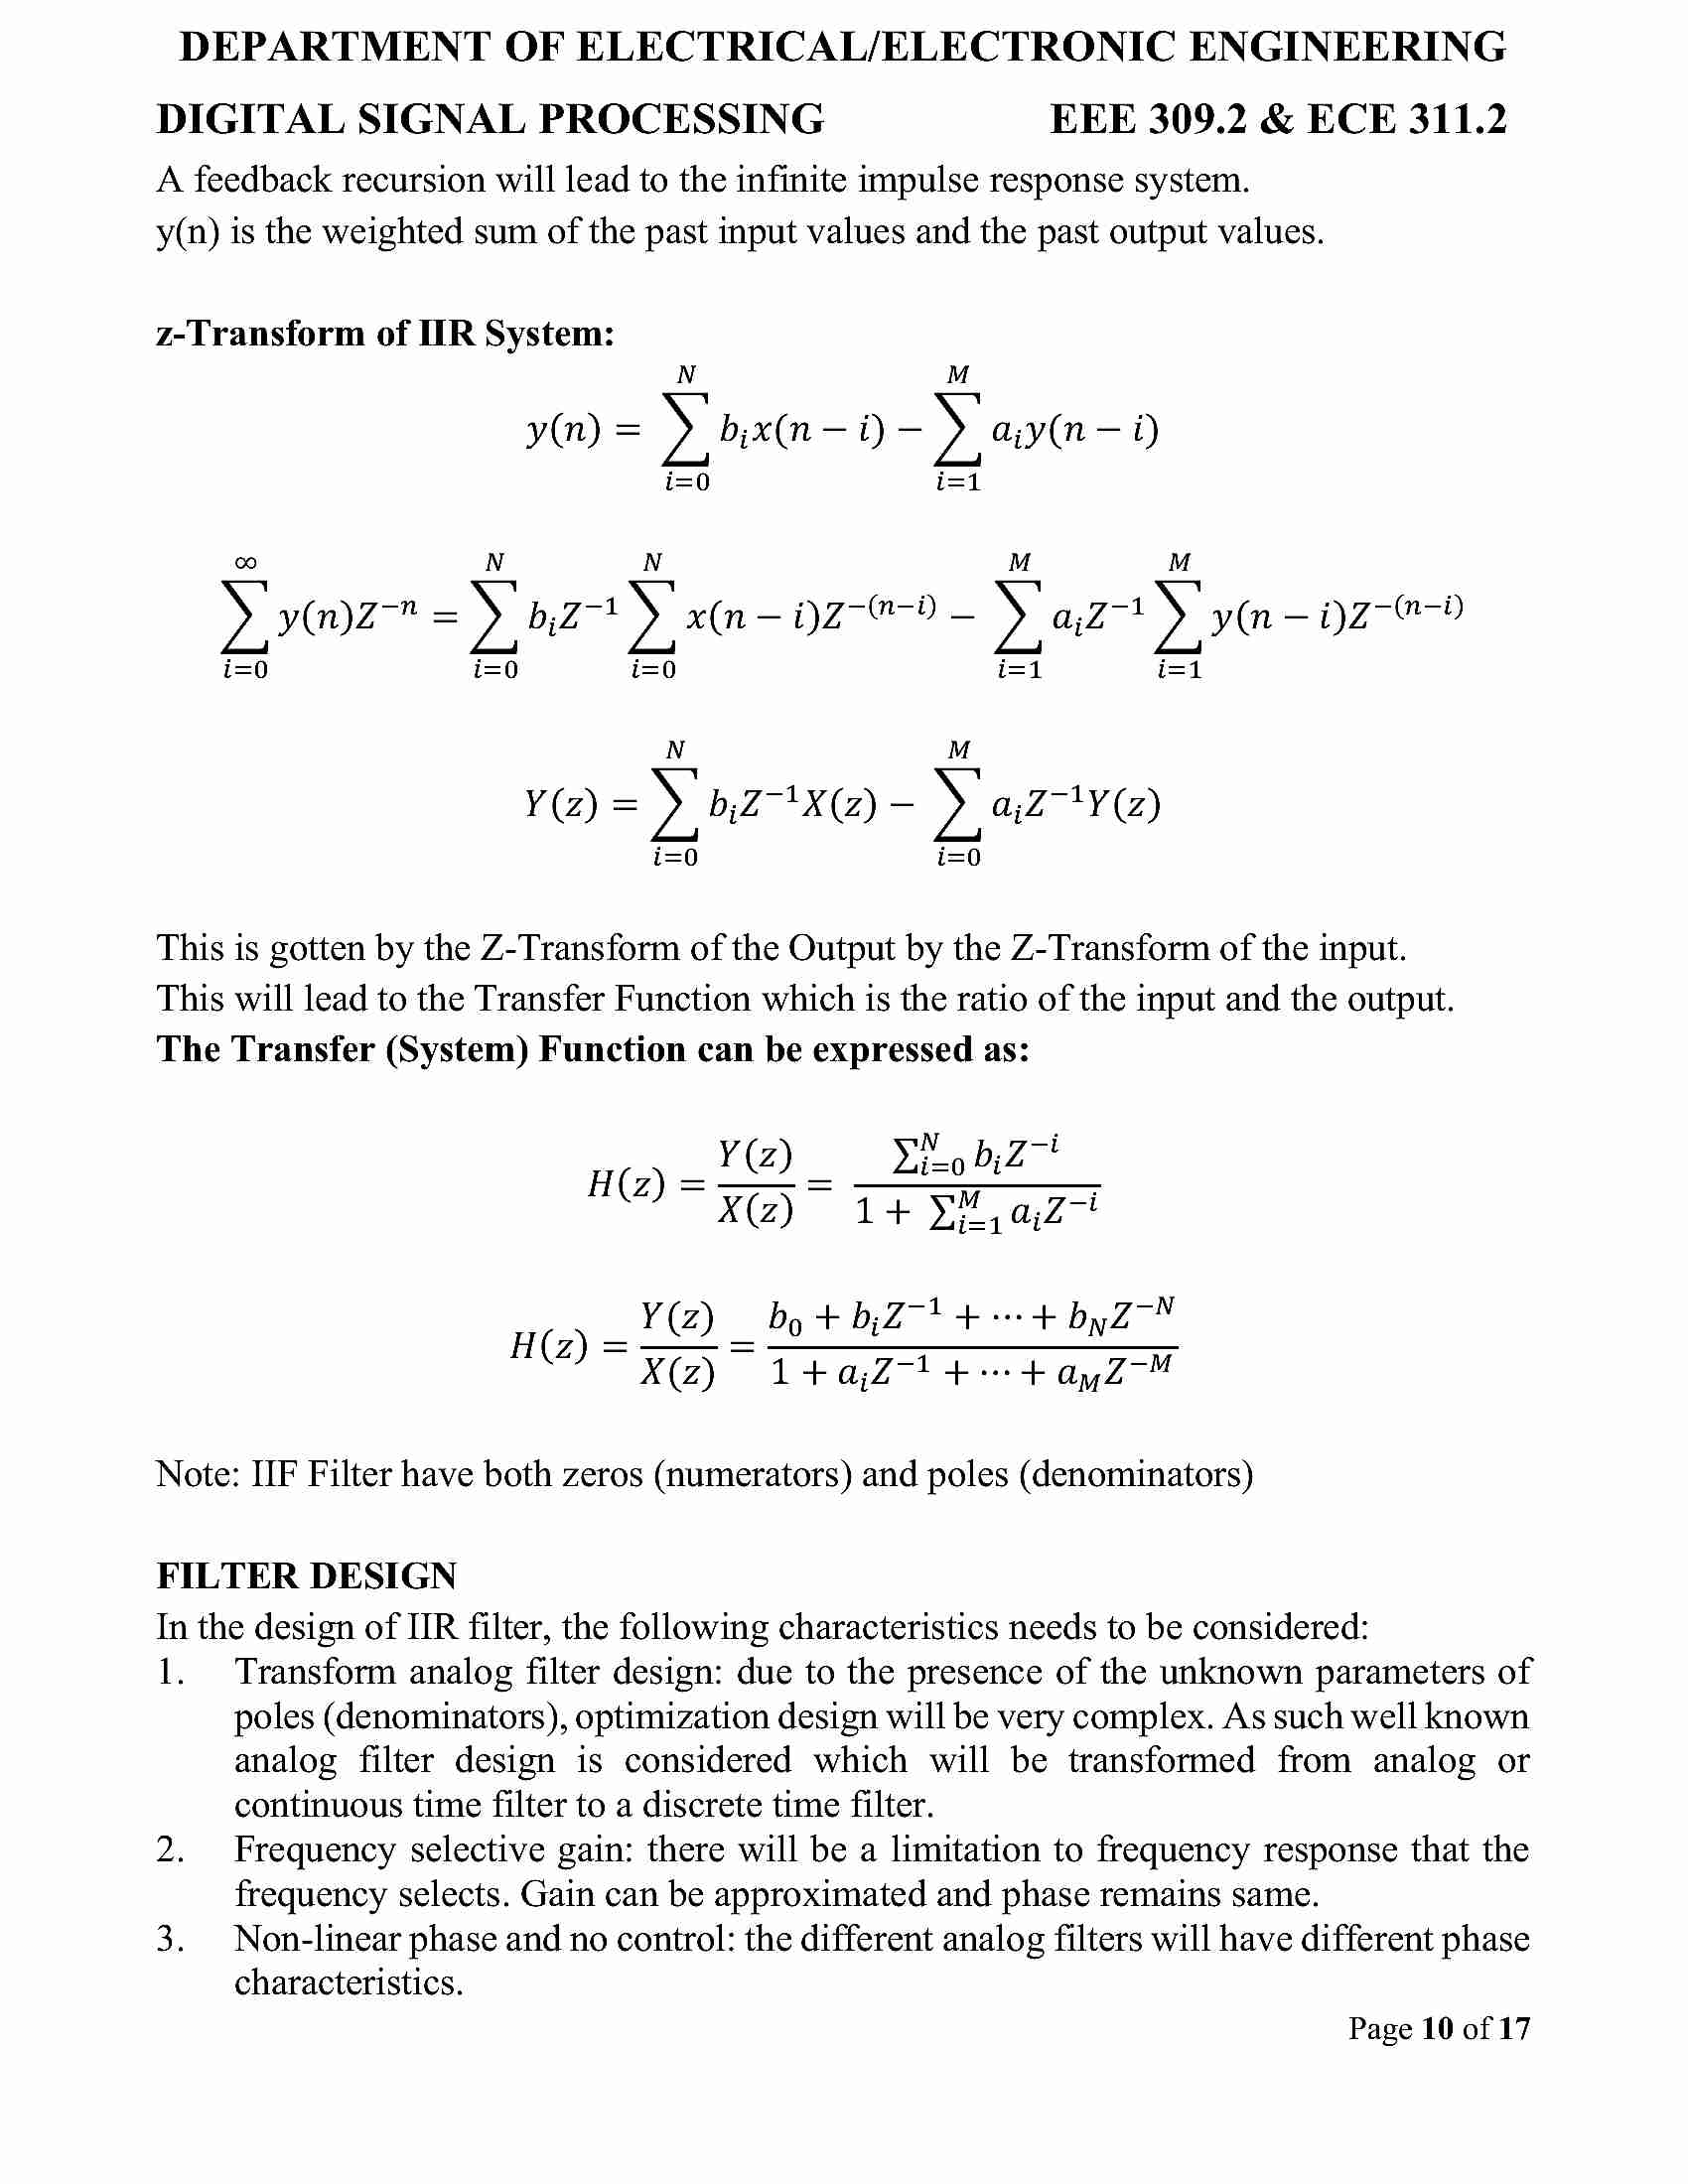 DEPARTMENT OF ELECTRICAL/ELECTRONIC ENGINEERING
DIGITAL SIGNAL PROCESSING EEE 309.2 & ECE 311.2
A feedback recursion will lead to the infinite impulse response system.
y(n) is the weighted sum of the past input values and the past output values.
z-Transform of IIR System:
y(n) = \sum_{i=0}^{N} b_i x(n − i) − \sum_{i=1}^{M} a_i y(n − i)
\sum_{i=0}^{∞} y(n)Z^{−n} = \sum_{i=0}^{N} b_i Z^{−1} \sum_{i=0}^{N} x(n − i)Z^{−(n−i)} − \sum_{i=1}^{M} a_i Z^{−1} \sum_{i=1}^{M} y(n − i)Z^{−(n−i)}
Y(z) = \sum_{i=0}^{N} b_i Z^{−1} X(z) − \sum_{i=0}^{M} a_i Z^{−1} Y(z)
This is gotten by the Z-Transform of the Output by the Z-Transform of the input.
This will lead to the Transfer Function which is the ratio of the input and the output.
The Transfer (System) Function can be expressed as:
H(z) = \frac{Y(z)}{X(z)} = \frac{\sum_{i=0}^{N} b_i Z^{−i}}{1 + \sum_{i=1}^{M} a_i Z^{−i}}
H(z) = \frac{Y(z)}{X(z)} = \frac{b_0 + b_i Z^{−1} + ⋯ + b_N Z^{−N}}{1 + a_i Z^{−1} + ⋯ + a_M Z^{−M}}
Note: IIF Filter have both zeros (numerators) and poles (denominators)
FILTER DESIGN
In the design of IIR filter, the following characteristics needs to be considered:
1. Transform analog filter design: due to the presence of the unknown parameters of
poles (denominators), optimization design will be very complex. As such well known
analog filter design is considered which will be transformed from analog or
continuous time filter to a discrete time filter.
2. Frequency selective gain: there will be a limitation to frequency response that the
frequency selects. Gain can be approximated and phase remains same.
3. Non-linear phase and no control: the different analog filters will have different phase
characteristics.
Page 10 of 17